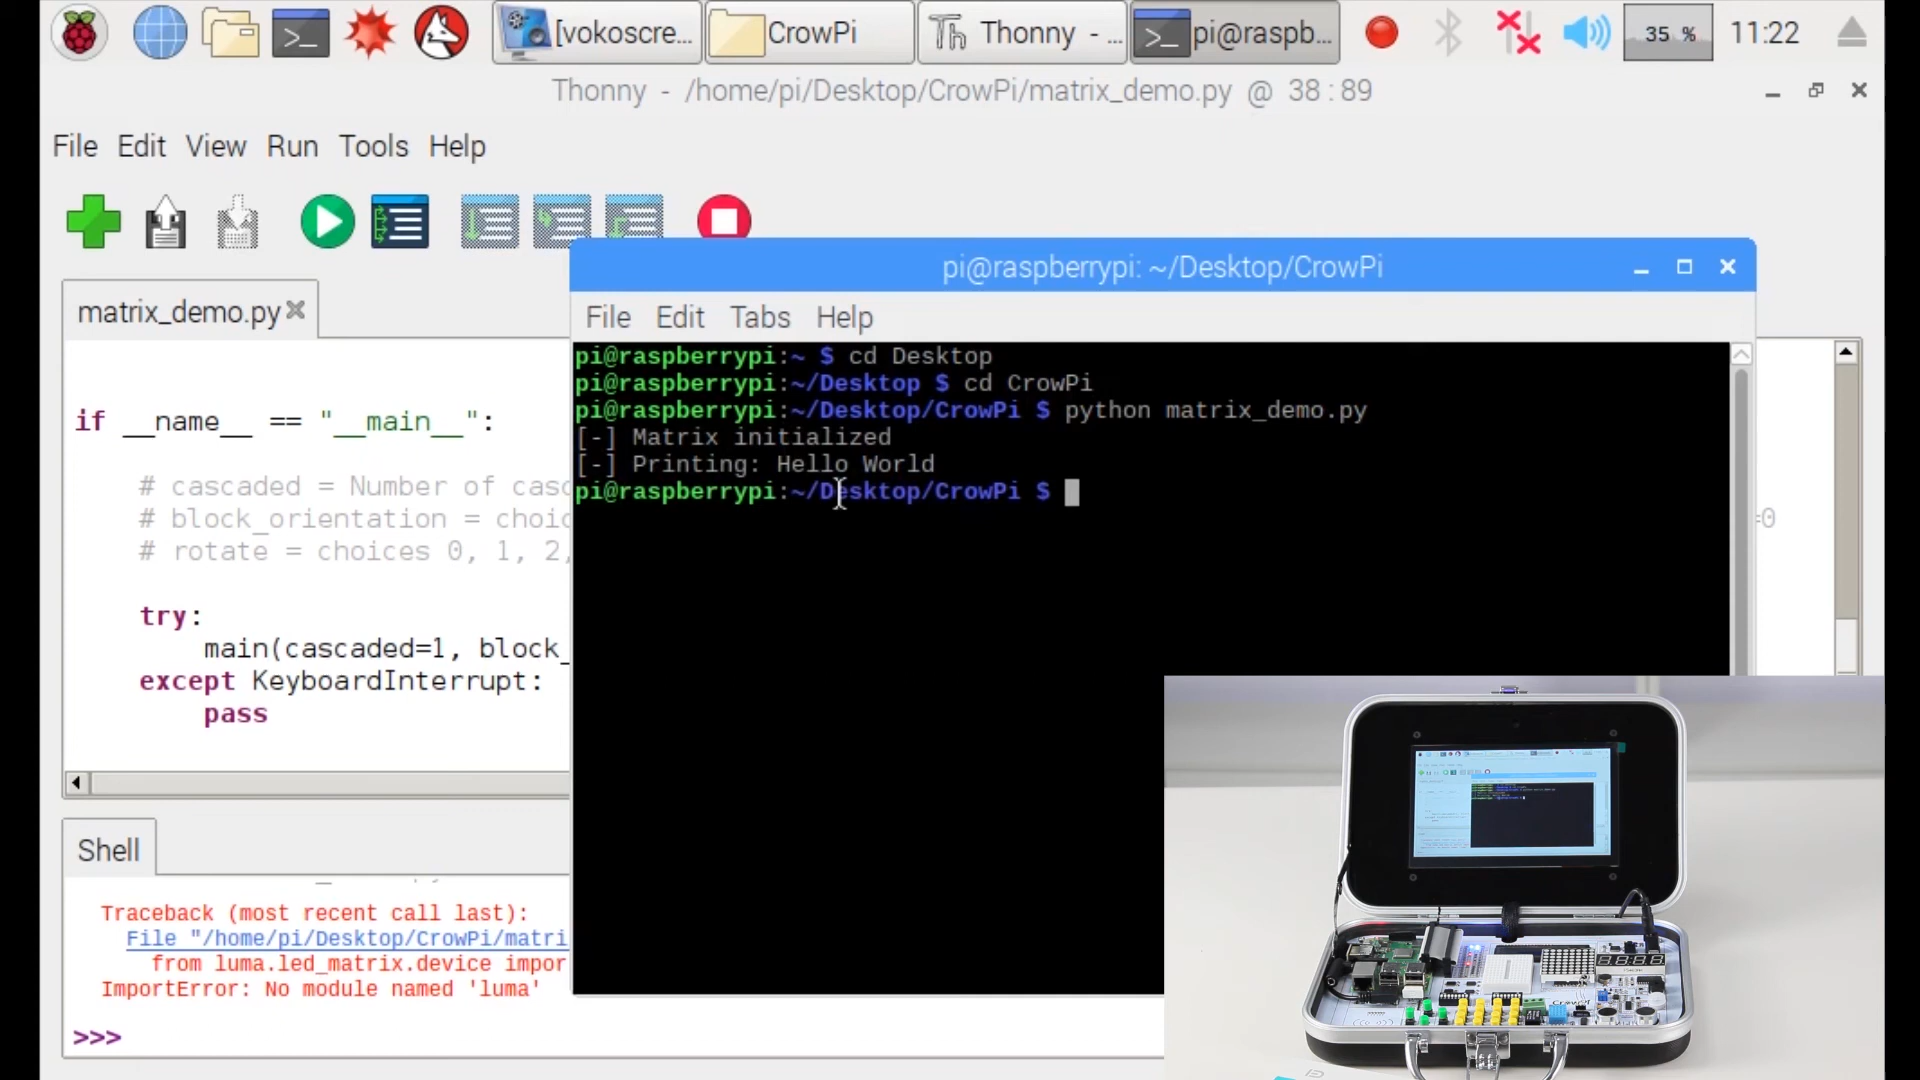 [vokoscre...
CrowPi
Thonny - ...
pi@raspb...
35 %
11:22
Thonny - /home/pi/Desktop/CrowPi/matrix_demo.py @ 38:89
File Edit View Run Tools Help
matrix_demo.py
if __name__ == "__main__":
# cascaded = Number of casc
# block_orientation = choic
=0
# rotate = choices 0, 1, 2,
try:
main(cascaded=1, block_
except KeyboardInterrupt:
pass
Shell
Traceback (most recent call last):
File "/home/pi/Desktop/CrowPi/matri
from luma.led_matrix.device impor
ImportError: No module named 'luma'
>>>
pi@raspberrypi: ~/Desktop/CrowPi
File Edit Tabs Help
pi@raspberrypi:~ $ cd Desktop
pi@raspberrypi:~/Desktop $ cd CrowPi
pi@raspberrypi:~/Desktop/CrowPi $ python matrix_demo.py
[-] Matrix initialized
[-] Printing: Hello World
pi@raspberrypi:~/Desktop/CrowPi $
CrowPi